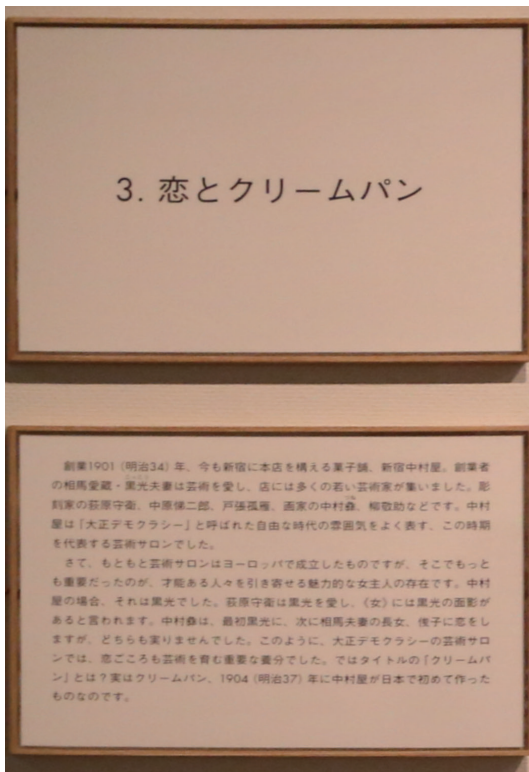 3. 恋とクリームパン
創業1901（明治34）年、今も新宿に本店を構える菓子舗、新宿中村屋。創業者
の相馬愛蔵・黒光夫妻は芸術を愛し、店には多くの若い芸術家が集いました。彫
刻家の荻原守衛、中原悌二郎、戸張孤雁、画家の中村彝、柳敬助などです。中村
屋は「大正デモクラシー」と呼ばれた自由な時代の雰囲気をよく表す、この時期
を代表する芸術サロンでした。
さて、もともと芸術サロンはヨーロッパで成立したものですが、そこでもっと
も重要だったのが、才能ある人々を引き寄せる魅力的な女主人の存在です。中村
屋の場合、それは黒光でした。荻原守衛は黒光を愛し、《女》には黒光の面影が
あると言われます。中村彝は、最初黒光に、次に相馬夫妻の長女、俊子に恋をし
ますが、どちらも実りませんでした。このように、大正デモクラシーの芸術サロ
ンでは、恋ごころも芸術を育む重要な養分でした。ではタイトルの「クリームパ
ン」とは？実はクリームパン、1904（明治37）年に中村屋が日本で初めて作った
ものなのです。